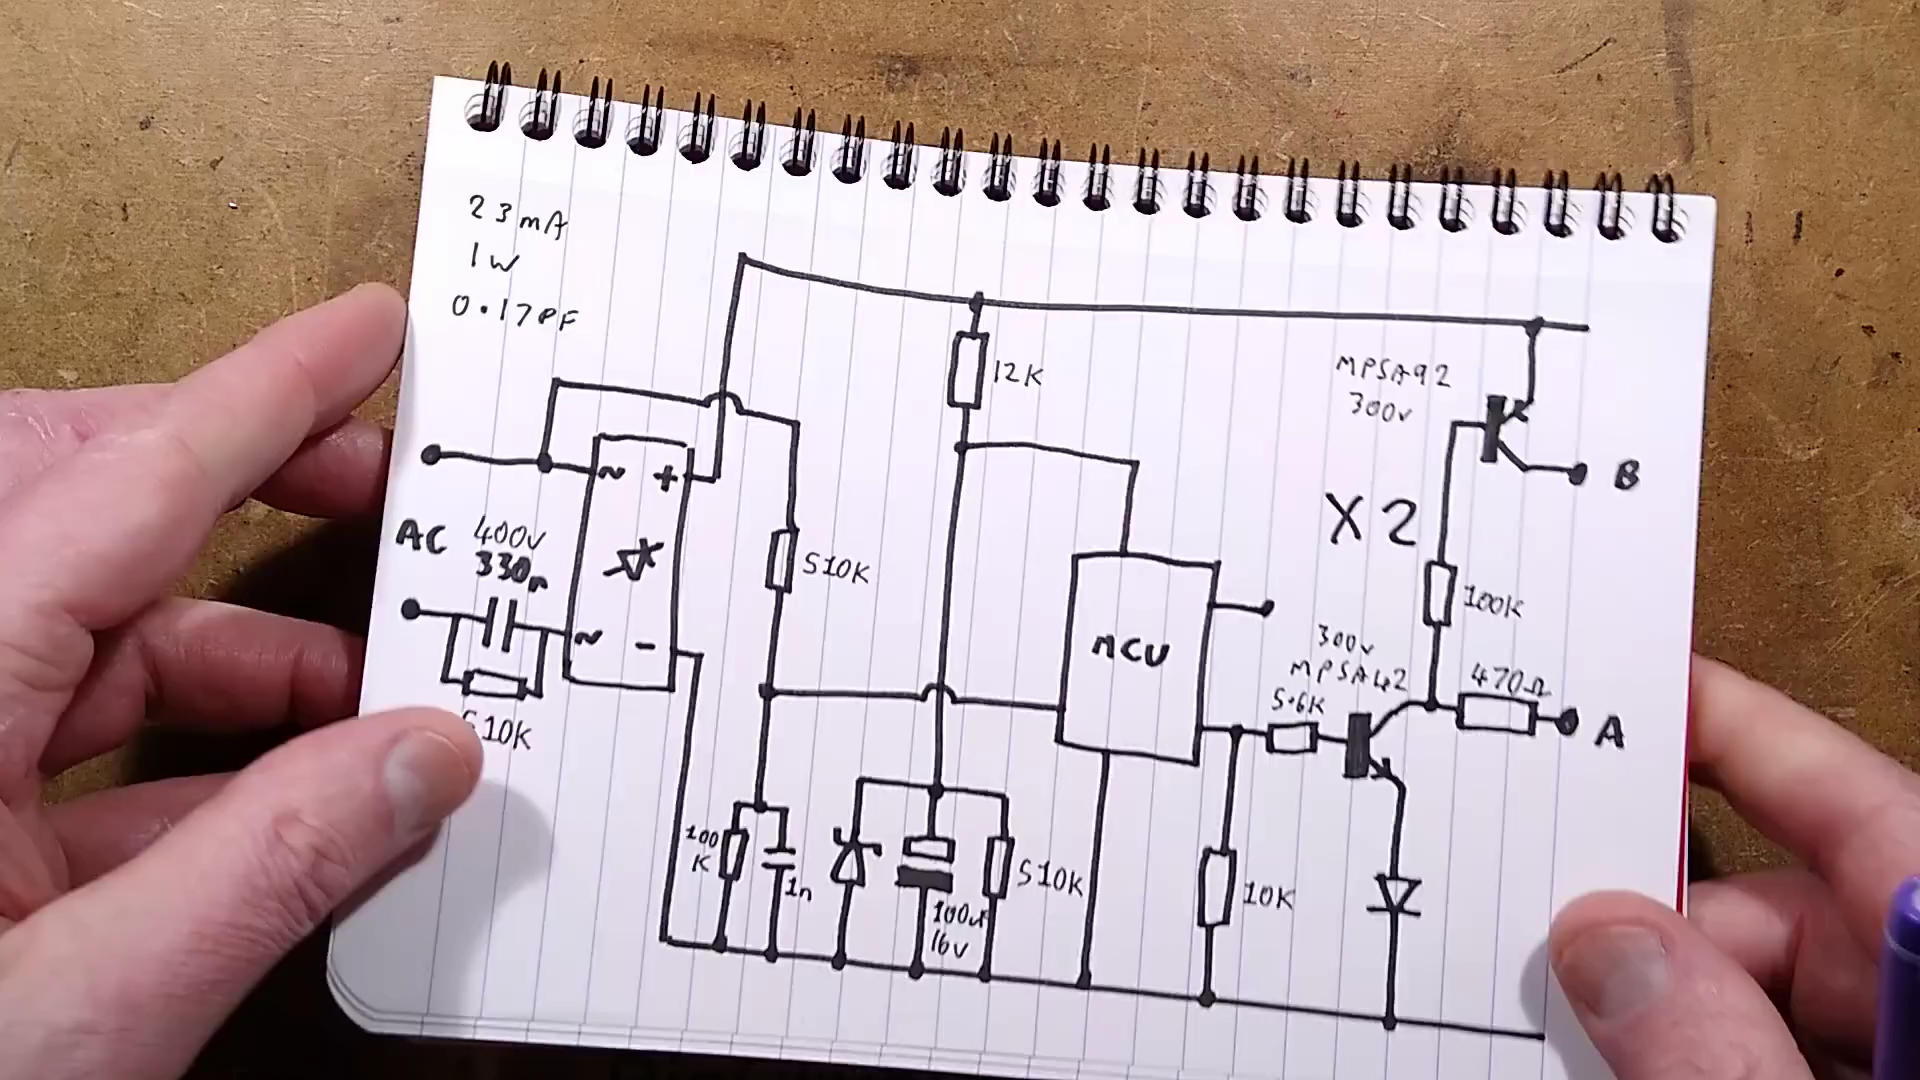 23mA
1W
0.17PF
12K
MPSA92
300v
B
AC
400v
330n
~
+
~
-
510K
510K
X2
100K
MCU
300v
MPSA42
5.6K
470Ω
A
100
K
1n
100uF
16v
510K
10K